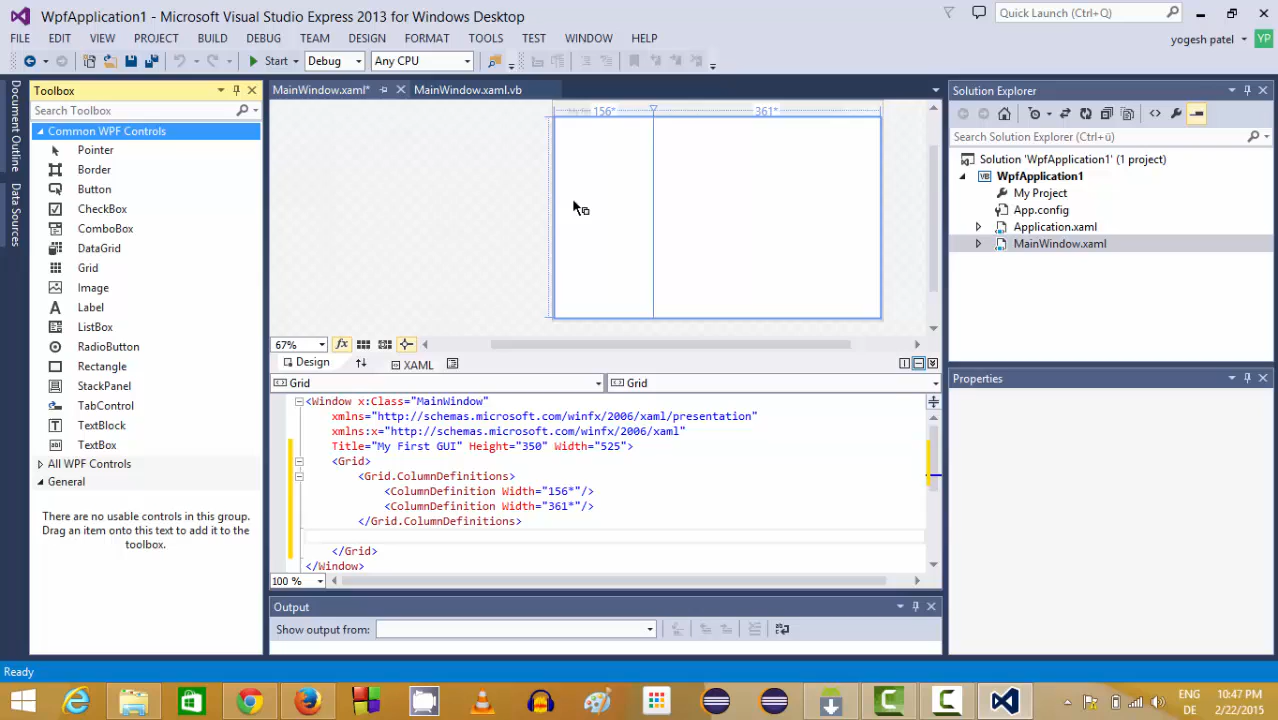 WpfApplication1 - Microsoft Visual Studio Express 2013 for Windows Desktop
Quick Launch (Ctrl+Q)
FILE EDIT VIEW PROJECT BUILD DEBUG TEAM DESIGN FORMAT TOOLS TEST WINDOW HELP
yogesh patel YP
Start Debug Any CPU
Document Outline
Data Sources
Toolbox
Search Toolbox
Common WPF Controls
Pointer
Border
Button
CheckBox
ComboBox
DataGrid
Grid
Image
Label
ListBox
RadioButton
Rectangle
StackPanel
TabControl
TextBlock
TextBox
All WPF Controls
General
There are no usable controls in this group.
Drag an item onto this text to add it to the
toolbox.
MainWindow.xaml* MainWindow.xaml.vb
156* 361*
67%
Design XAML
Grid Grid
<Window x:Class="MainWindow"
xmlns="http://schemas.microsoft.com/winfx/2006/xaml/presentation"
xmlns:x="http://schemas.microsoft.com/winfx/2006/xaml"
Title="My First GUI" Height="350" Width="525">
<Grid>
<Grid.ColumnDefinitions>
<ColumnDefinition Width="156*"/>
<ColumnDefinition Width="361*"/>
</Grid.ColumnDefinitions>
</Grid>
</Window>
100 %
Output
Show output from:
Solution Explorer
Search Solution Explorer (Ctrl+ü)
Solution 'WpfApplication1' (1 project)
WpfApplication1
My Project
App.config
Application.xaml
MainWindow.xaml
Properties
Ready
ENG
DE
10:47 PM
2/22/2015